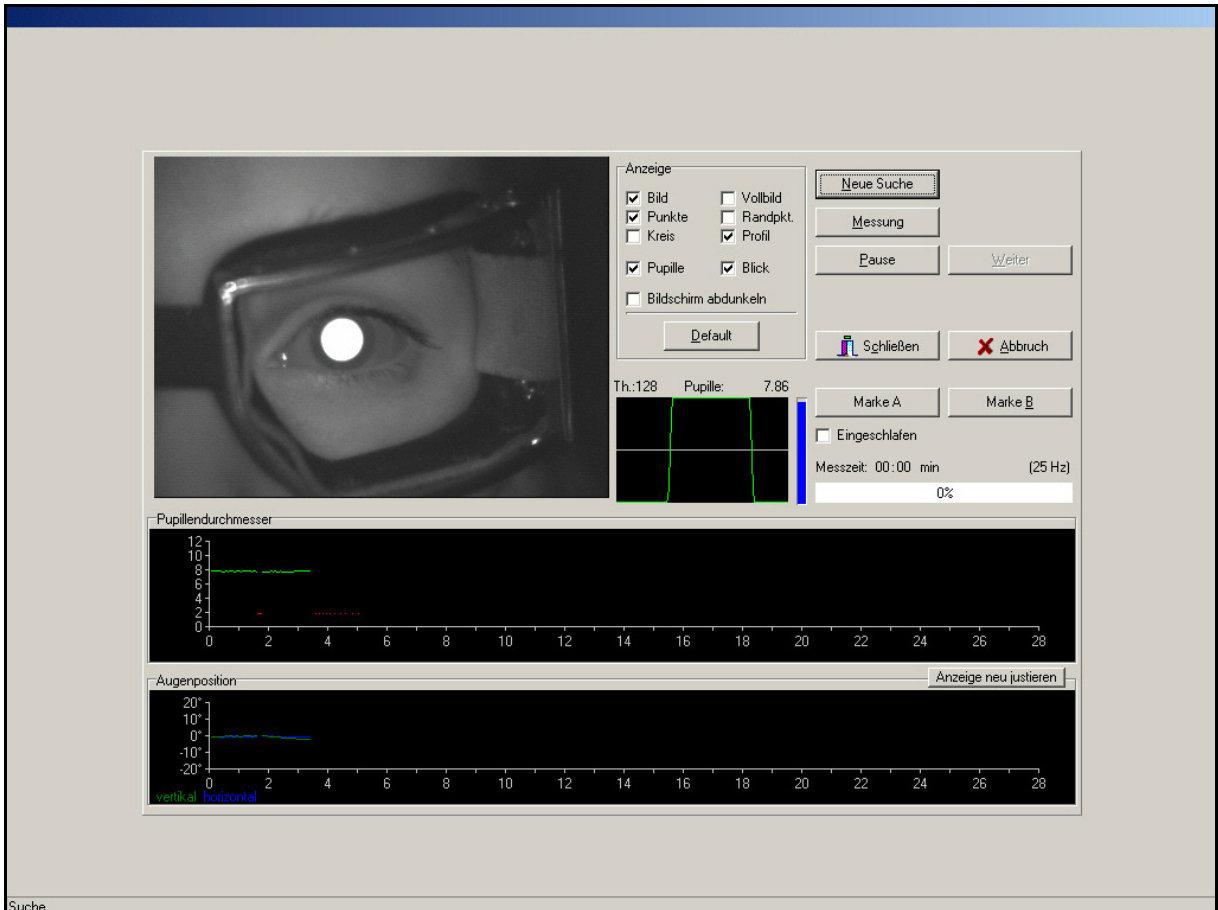 Anzeige
Bild Vollbild
Punkte Randpkt.
Kreis Profil
Pupille Blick
Bildschirm abdunkeln
Default
Neue Suche
Messung
Pause Weiter
Schließen Abbruch
Th.:128 Pupille: 7.86
Marke A Marke B
Eingeschlafen
Messzeit: 00:00 min (25 Hz)
0%
Pupillendurchmesser
12
10
8
6
4
2
0
0 2 4 6 8 10 12 14 16 18 20 22 24 26 28
Augenposition Anzeige neu justieren
20°
10°
0°
-10°
-20°
0 2 4 6 8 10 12 14 16 18 20 22 24 26 28
vertikal horizontal
Suche